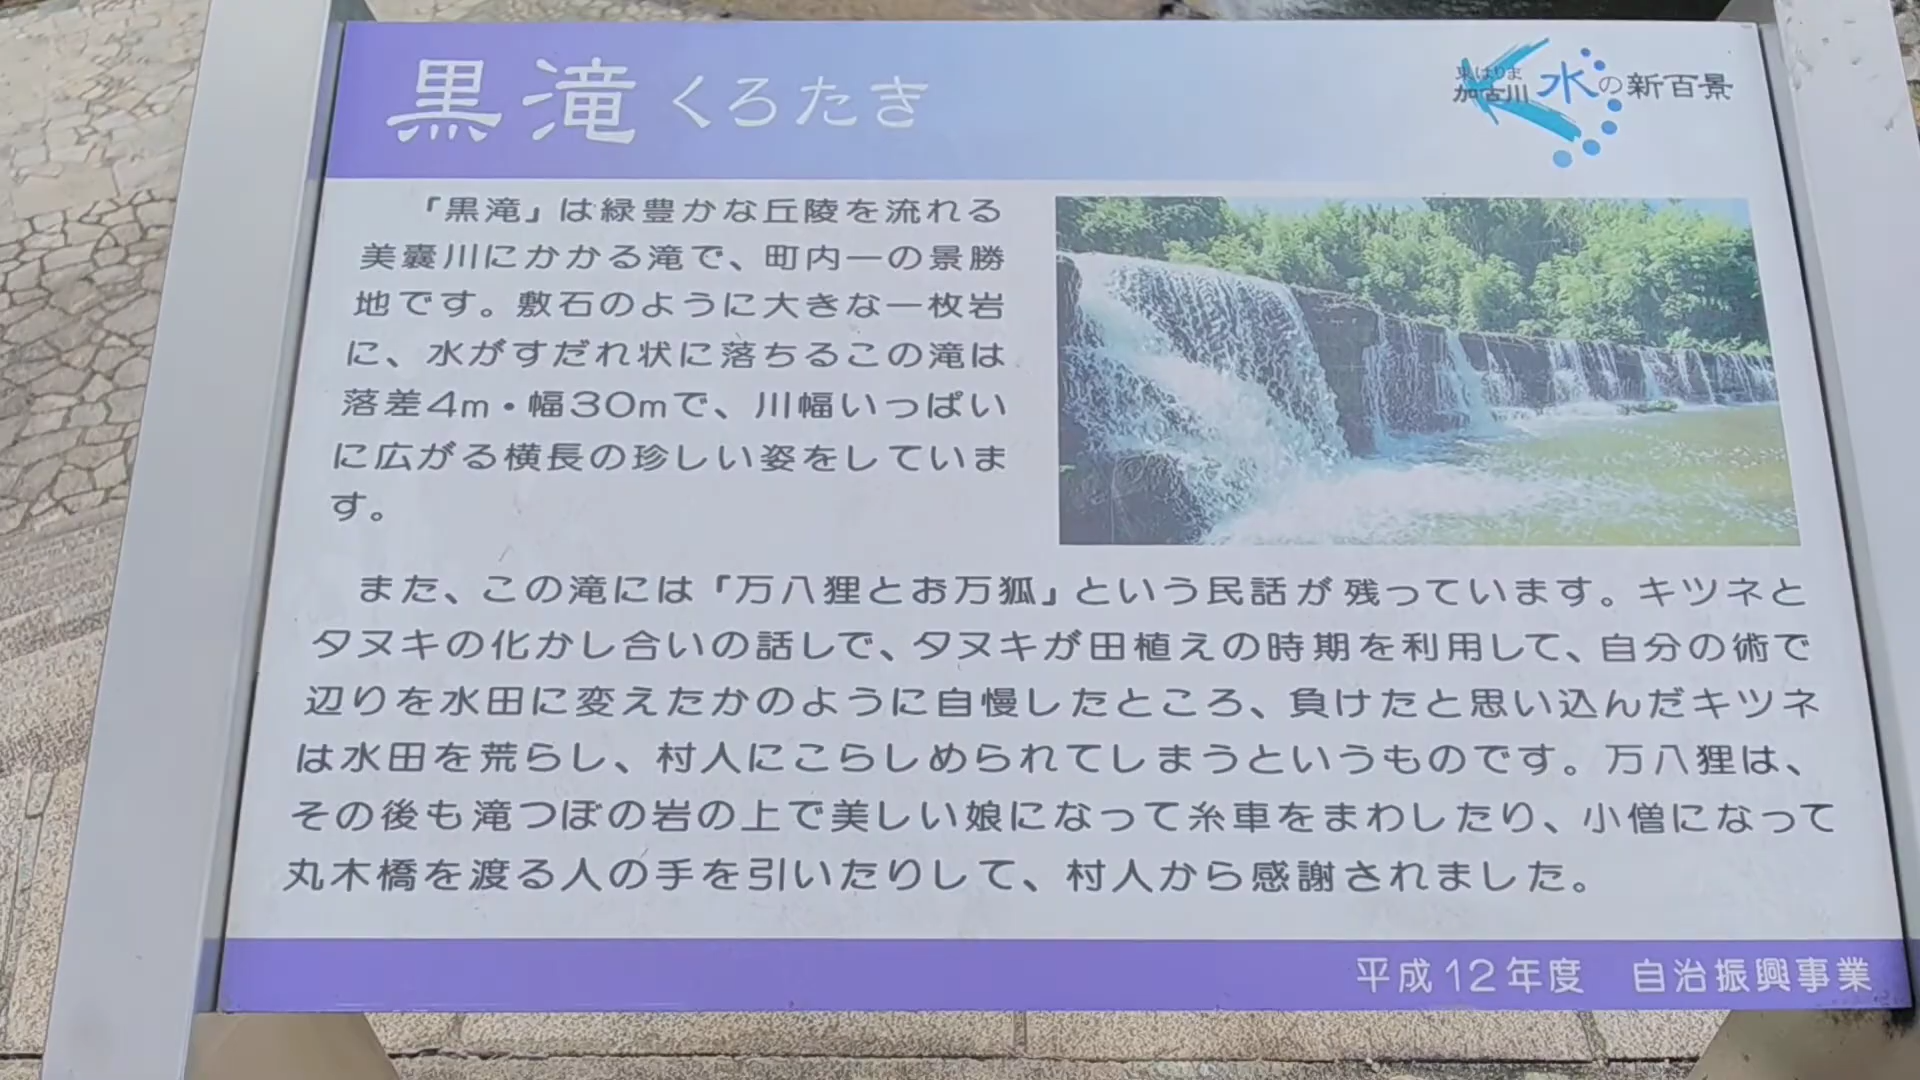 黒滝 くろたき
東はりま
加古川 水の新百景
「黒滝」は緑豊かな丘陵を流れる
美嚢川にかかる滝で、町内一の景勝
地です。敷石のように大きな一枚岩
に、水がすだれ状に落ちるこの滝は
落差4m・幅30mで、川幅いっぱい
に広がる横長の珍しい姿をしていま
す。
また、この滝には「万八狸とお万狐」という民話が残っています。キツネと
タヌキの化かし合いの話しで、タヌキが田植えの時期を利用して、自分の術で
辺りを水田に変えたかのように自慢したところ、負けたと思い込んだキツネ
は水田を荒らし、村人にこらしめられてしまうというものです。万八狸は、
その後も滝つぼの岩の上で美しい娘になって糸車をまわしたり、小僧になって
丸木橋を渡る人の手を引いたりして、村人から感謝されました。
平成12年度 自治振興事業